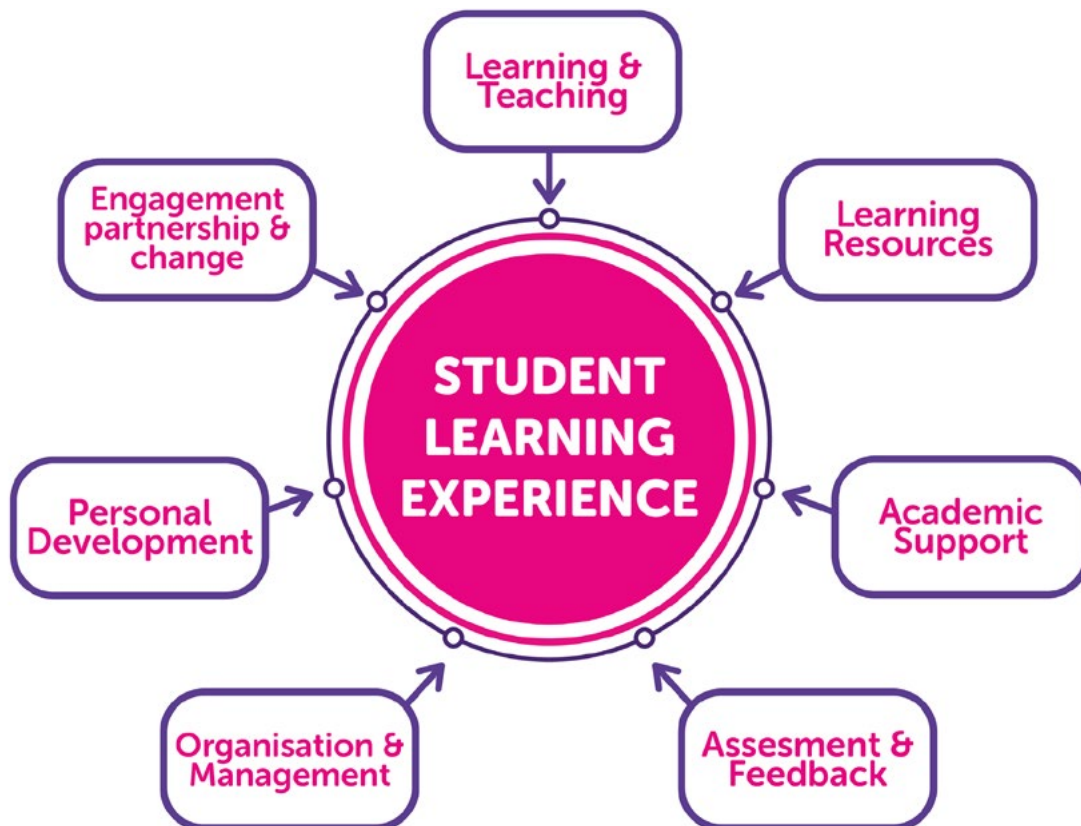 Learning &
Teaching
Engagement
partnership &
change
Learning
Resources
STUDENT
LEARNING
EXPERIENCE
Personal
Development
Academic
Support
Organisation &
Management
Assesment &
Feedback